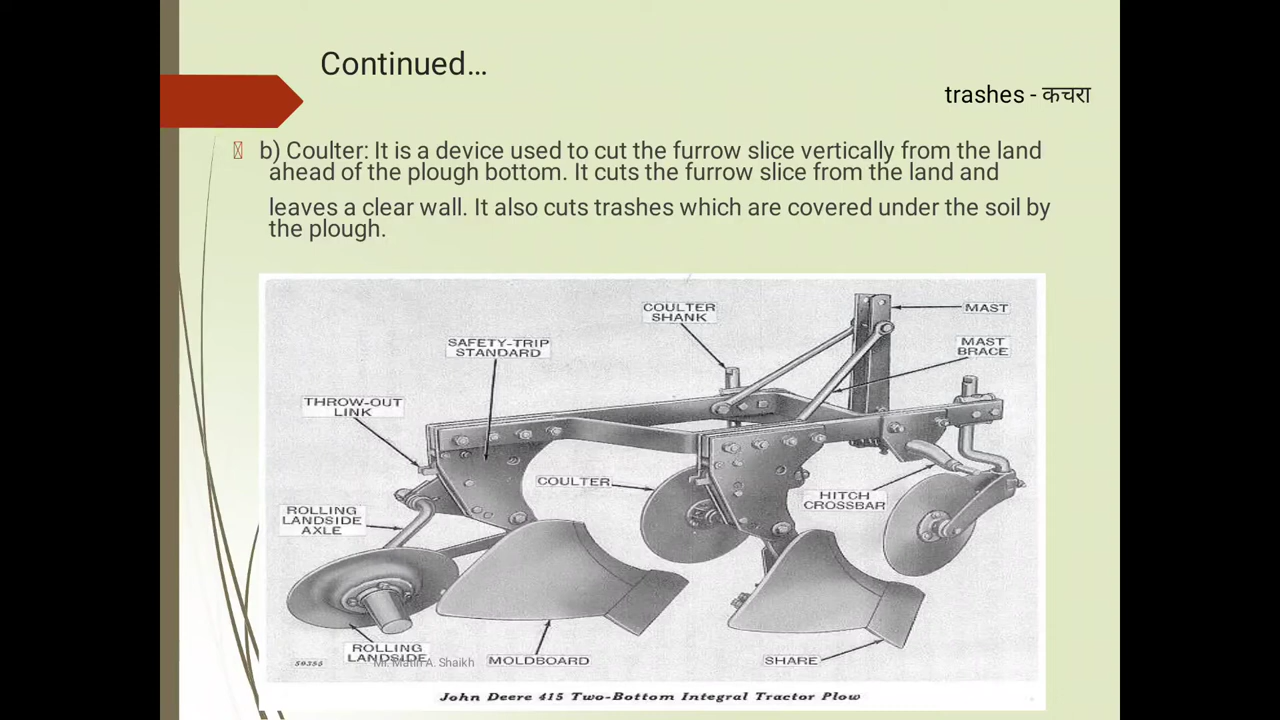 Continued…
trashes - कचरा
b) Coulter: It is a device used to cut the furrow slice vertically from the land
ahead of the plough bottom. It cuts the furrow slice from the land and
leaves a clear wall. It also cuts trashes which are covered under the soil by
the plough.
COULTER
SHANK
MAST
SAFETY-TRIP
STANDARD
MAST
BRACE
THROW-OUT
LINK
COULTER
HITCH
CROSSBAR
ROLLING
LANDSIDE
AXLE
ROLLING
LANDSIDE
Mr. Matin A. Shaikh
MOLDBOARD
SHARE
50355
John Deere 415 Two-Bottom Integral Tractor Plow